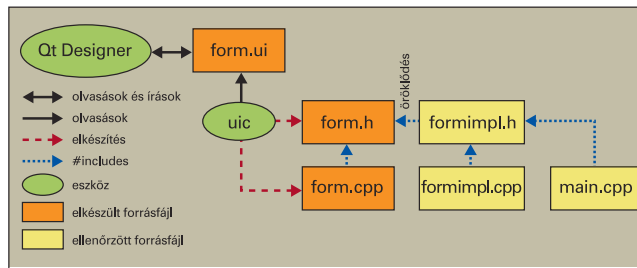 Qt Designer
form.ui
olvasások és írások
olvasások
elkészítés
#includes
eszköz
elkészült forrásfájl
ellenőrzött forrásfájl
uic
öröklődés
form.h
formimpl.h
form.cpp
formimpl.cpp
main.cpp